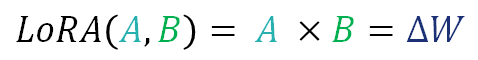 LoRA(A, B) = A × B = ΔW